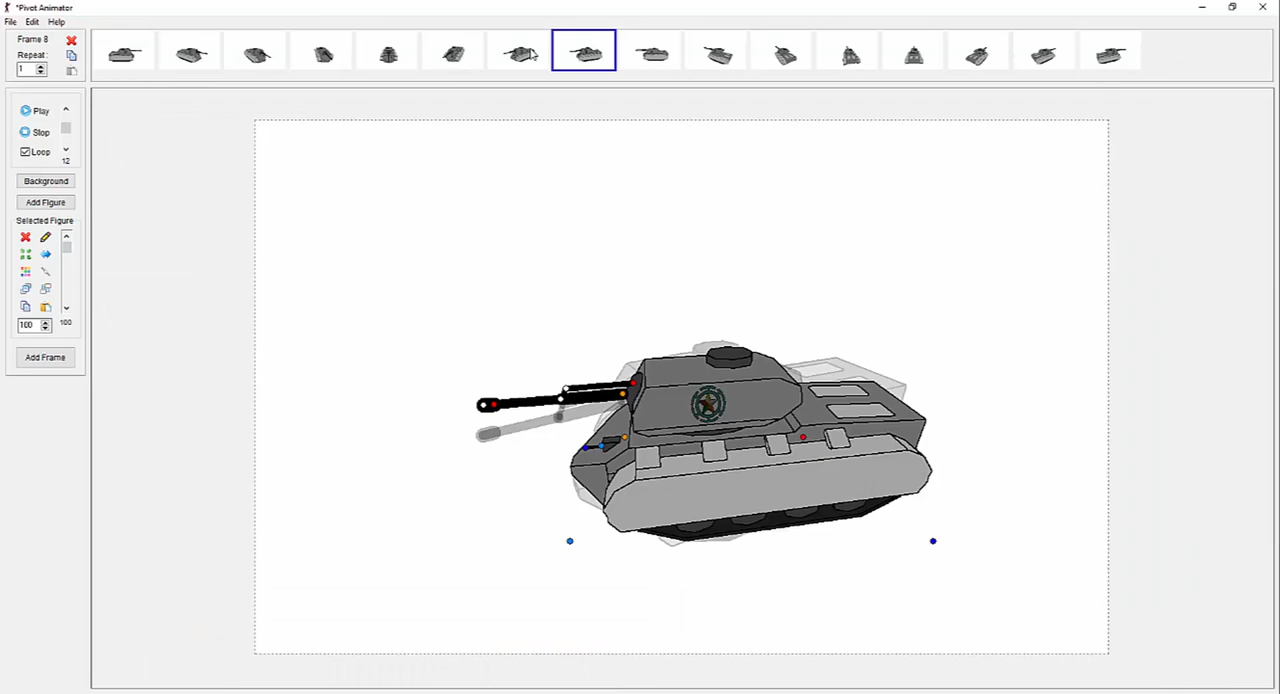 *Pivot Animator
File Edit Help
Frame 8
Repeat:
1
Play
Stop
Loop
12
Background
Add Figure
Selected Figure
100
100
Add Frame